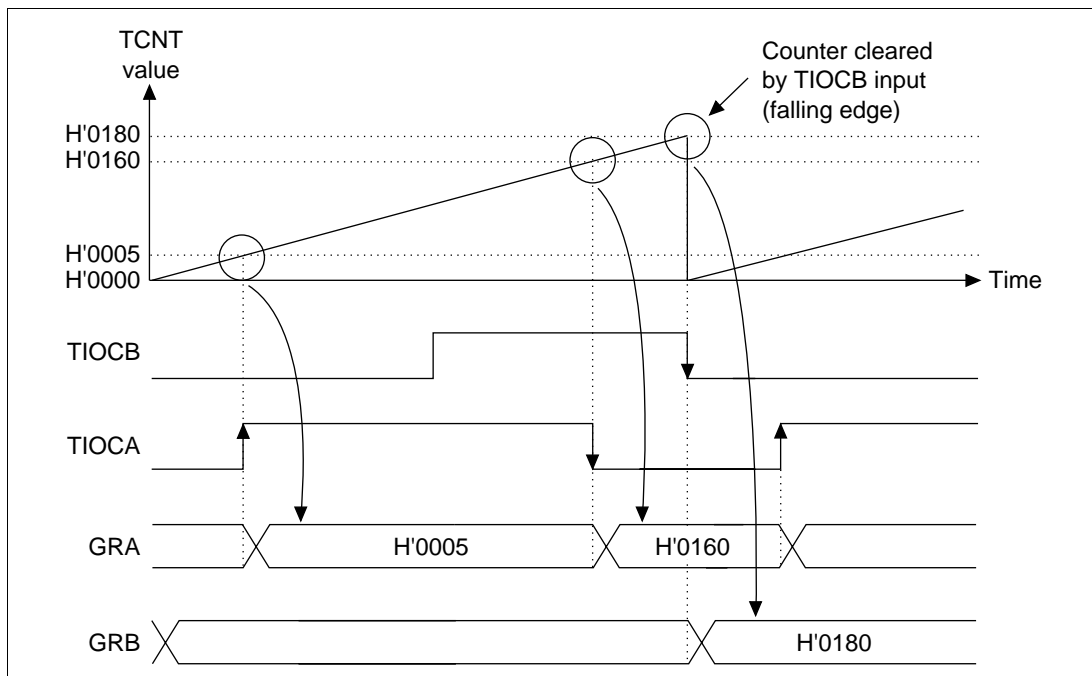 TCNT
value
Counter cleared
by TIOCB input
(falling edge)
H'0180
H'0160
H'0005
H'0000
Time
TIOCB
TIOCA
GRA
H'0005
H'0160
GRB
H'0180